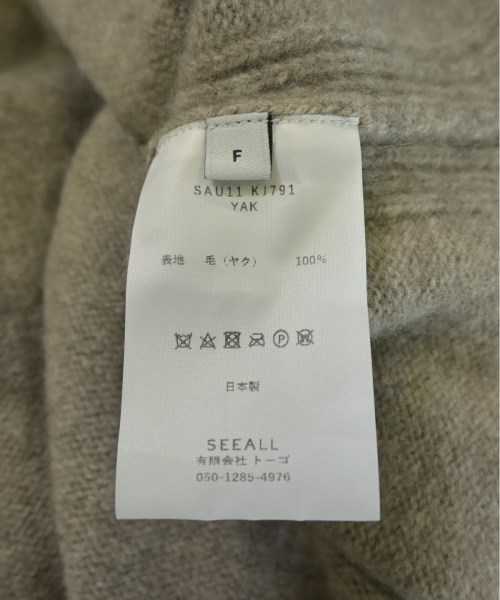 F
SAU11 KJ791
YAK
表地 毛(ヤク) 100%
P
W
日本製
SEEALL
有限会社 トーゴ
050-1285-4976